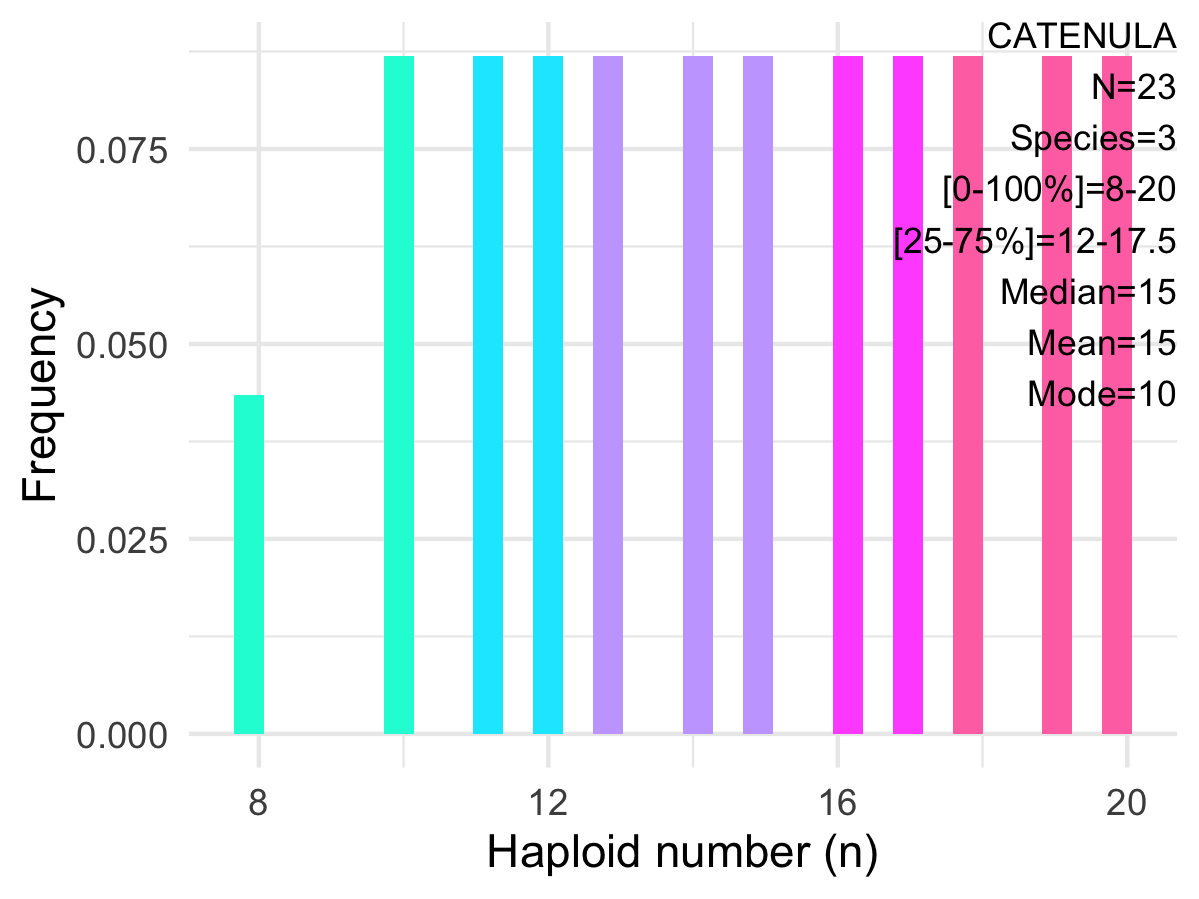 CATENULA
N=23
Species=3
[0-100%]=8-20
[25-75%]=12-17.5
Median=15
Mean=15
Mode=10
Frequency
0.075
0.050
0.025
0.000
8 12 16 20
Haploid number (n)